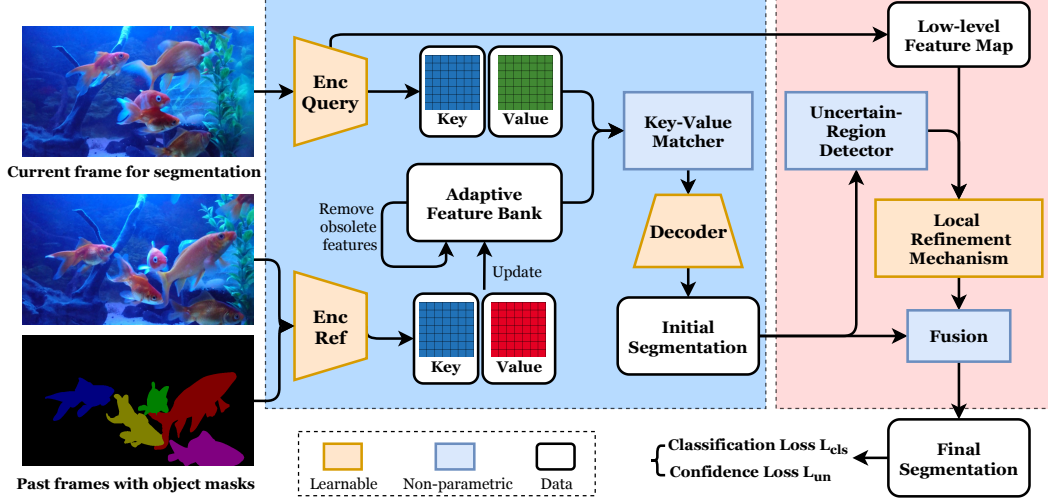 Current frame for segmentation
Past frames with object masks
Enc
Query
Key
Value
Adaptive
Feature Bank
Remove
obsolete
features
Update
Enc
Ref
Key
Value
Key-Value
Matcher
Decoder
Initial
Segmentation
Low-level
Feature Map
Uncertain-
Region
Detector
Local
Refinement
Mechanism
Fusion
Final
Segmentation
Classification Loss L_cls
Confidence Loss L_un
Learnable
Non-parametric
Data